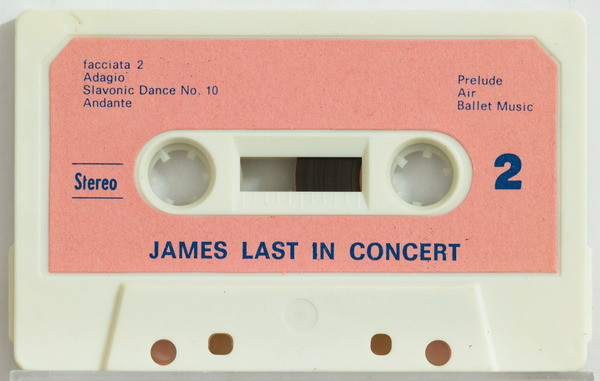 facciata 2
Adagio
Slavonic Dance No. 10
Andante
Prelude
Air
Ballet Music
Stereo
2
JAMES LAST IN CONCERT